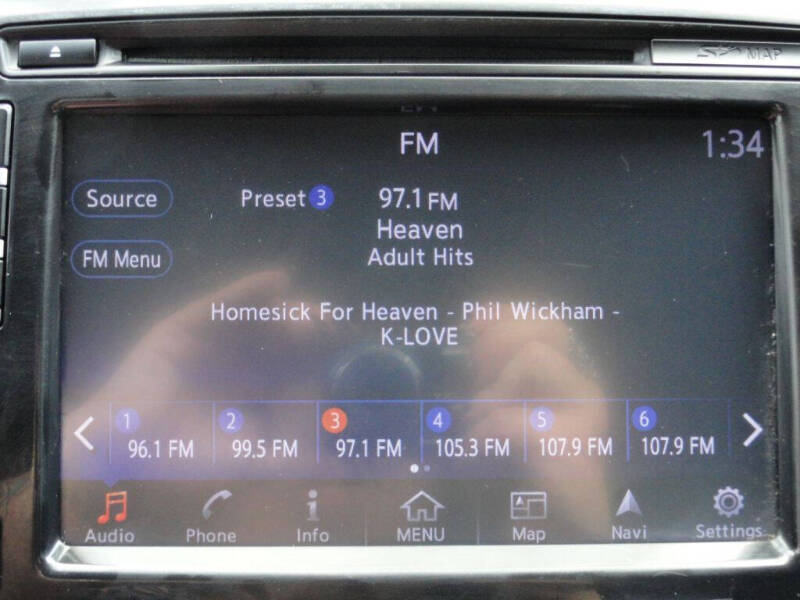 MAP
FM
1:34
Source
Preset 3
97.1 FM
Heaven
FM Menu
Adult Hits
Homesick For Heaven - Phil Wickham -
K-LOVE
1 2 3 4 5 6
96.1 FM 99.5 FM 97.1 FM 105.3 FM 107.9 FM 107.9 FM
Audio Phone Info MENU Map Navi Settings